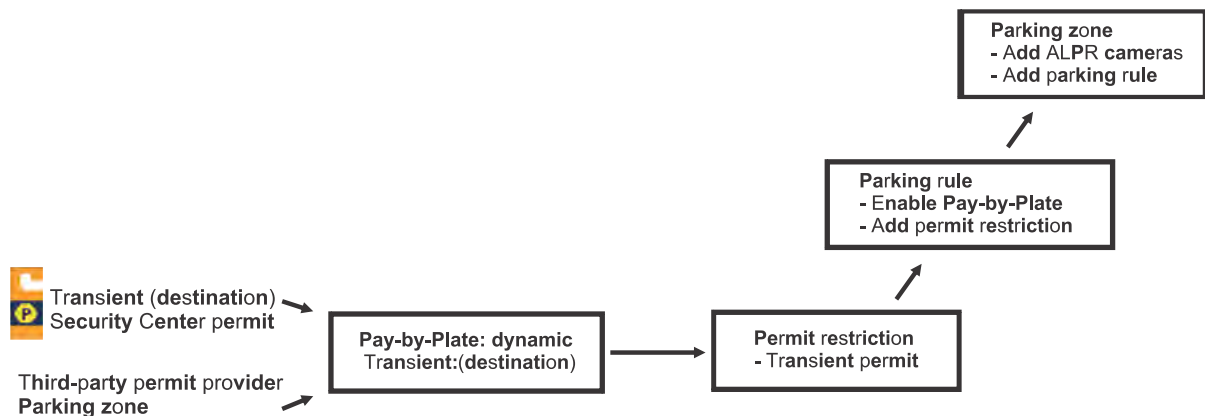 Parking zone
- Add ALPR cameras
- Add parking rule
Parking rule
- Enable Pay-by-Plate
- Add permit restriction
P
Transient (destination)
Security Center permit
Pay-by-Plate: dynamic
Transient:(destination)
Permit restriction
- Transient permit
Third-party permit provider
Parking zone